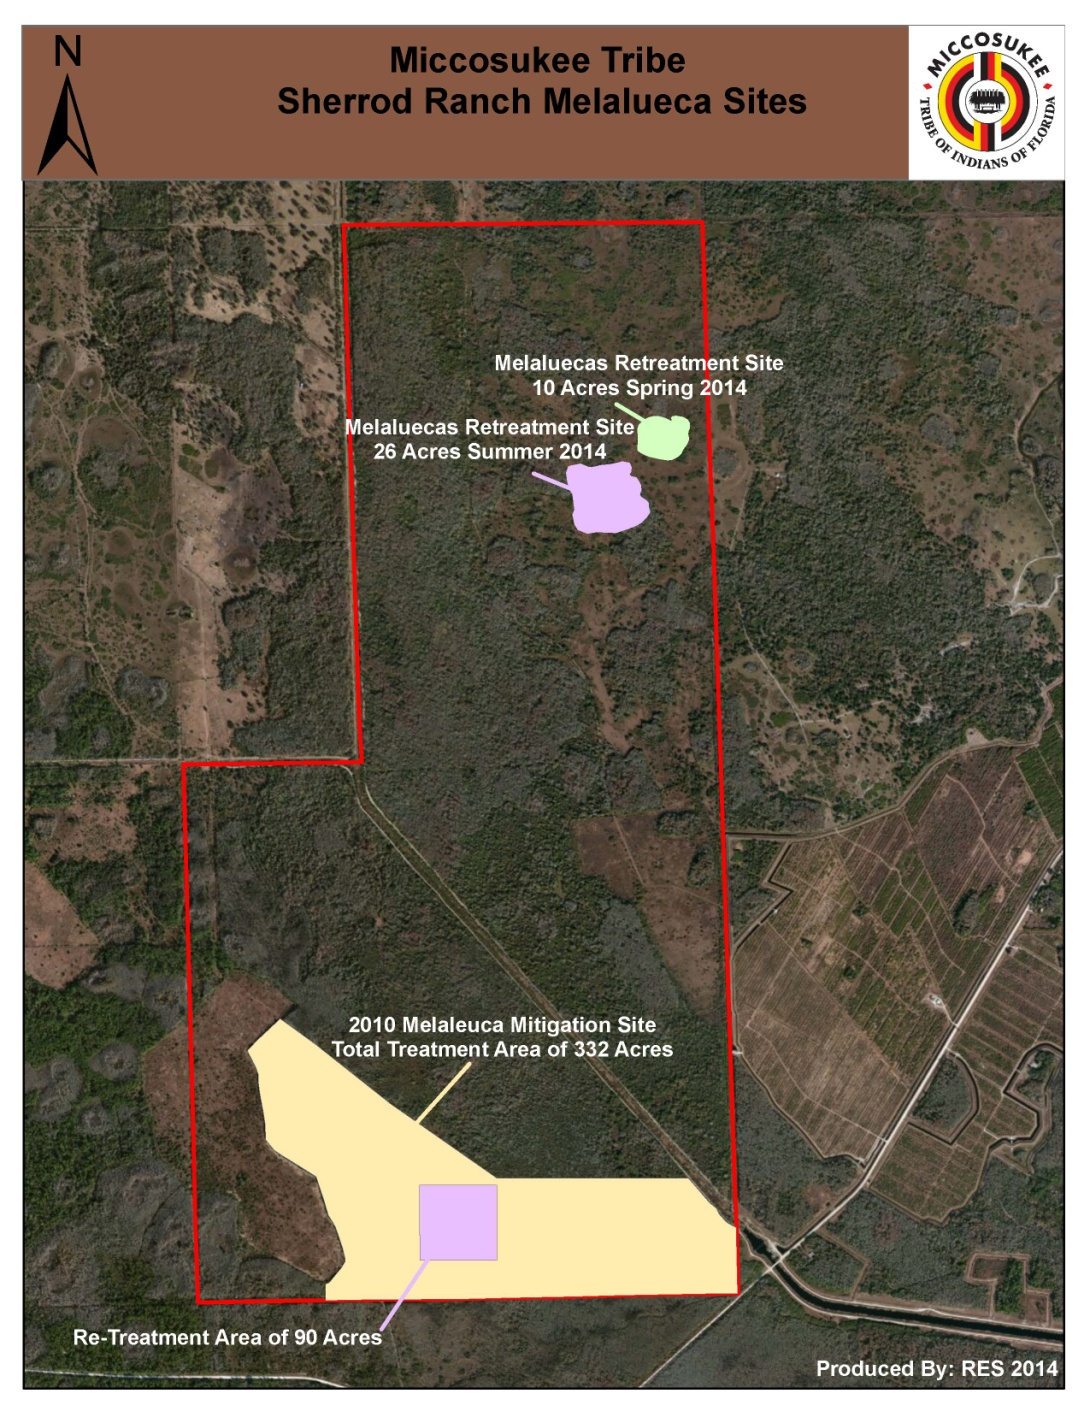 N
Miccosukee Tribe
Sherrod Ranch Melalueca Sites
MICCOSUKEE
TRIBE OF INDIANS OF FLORIDA
Melaluecas Retreatment Site
10 Acres Spring 2014
Melaluecas Retreatment Site
26 Acres Summer 2014
2010 Melaleuca Mitigation Site
Total Treatment Area of 332 Acres
Re-Treatment Area of 90 Acres
Produced By: RES 2014